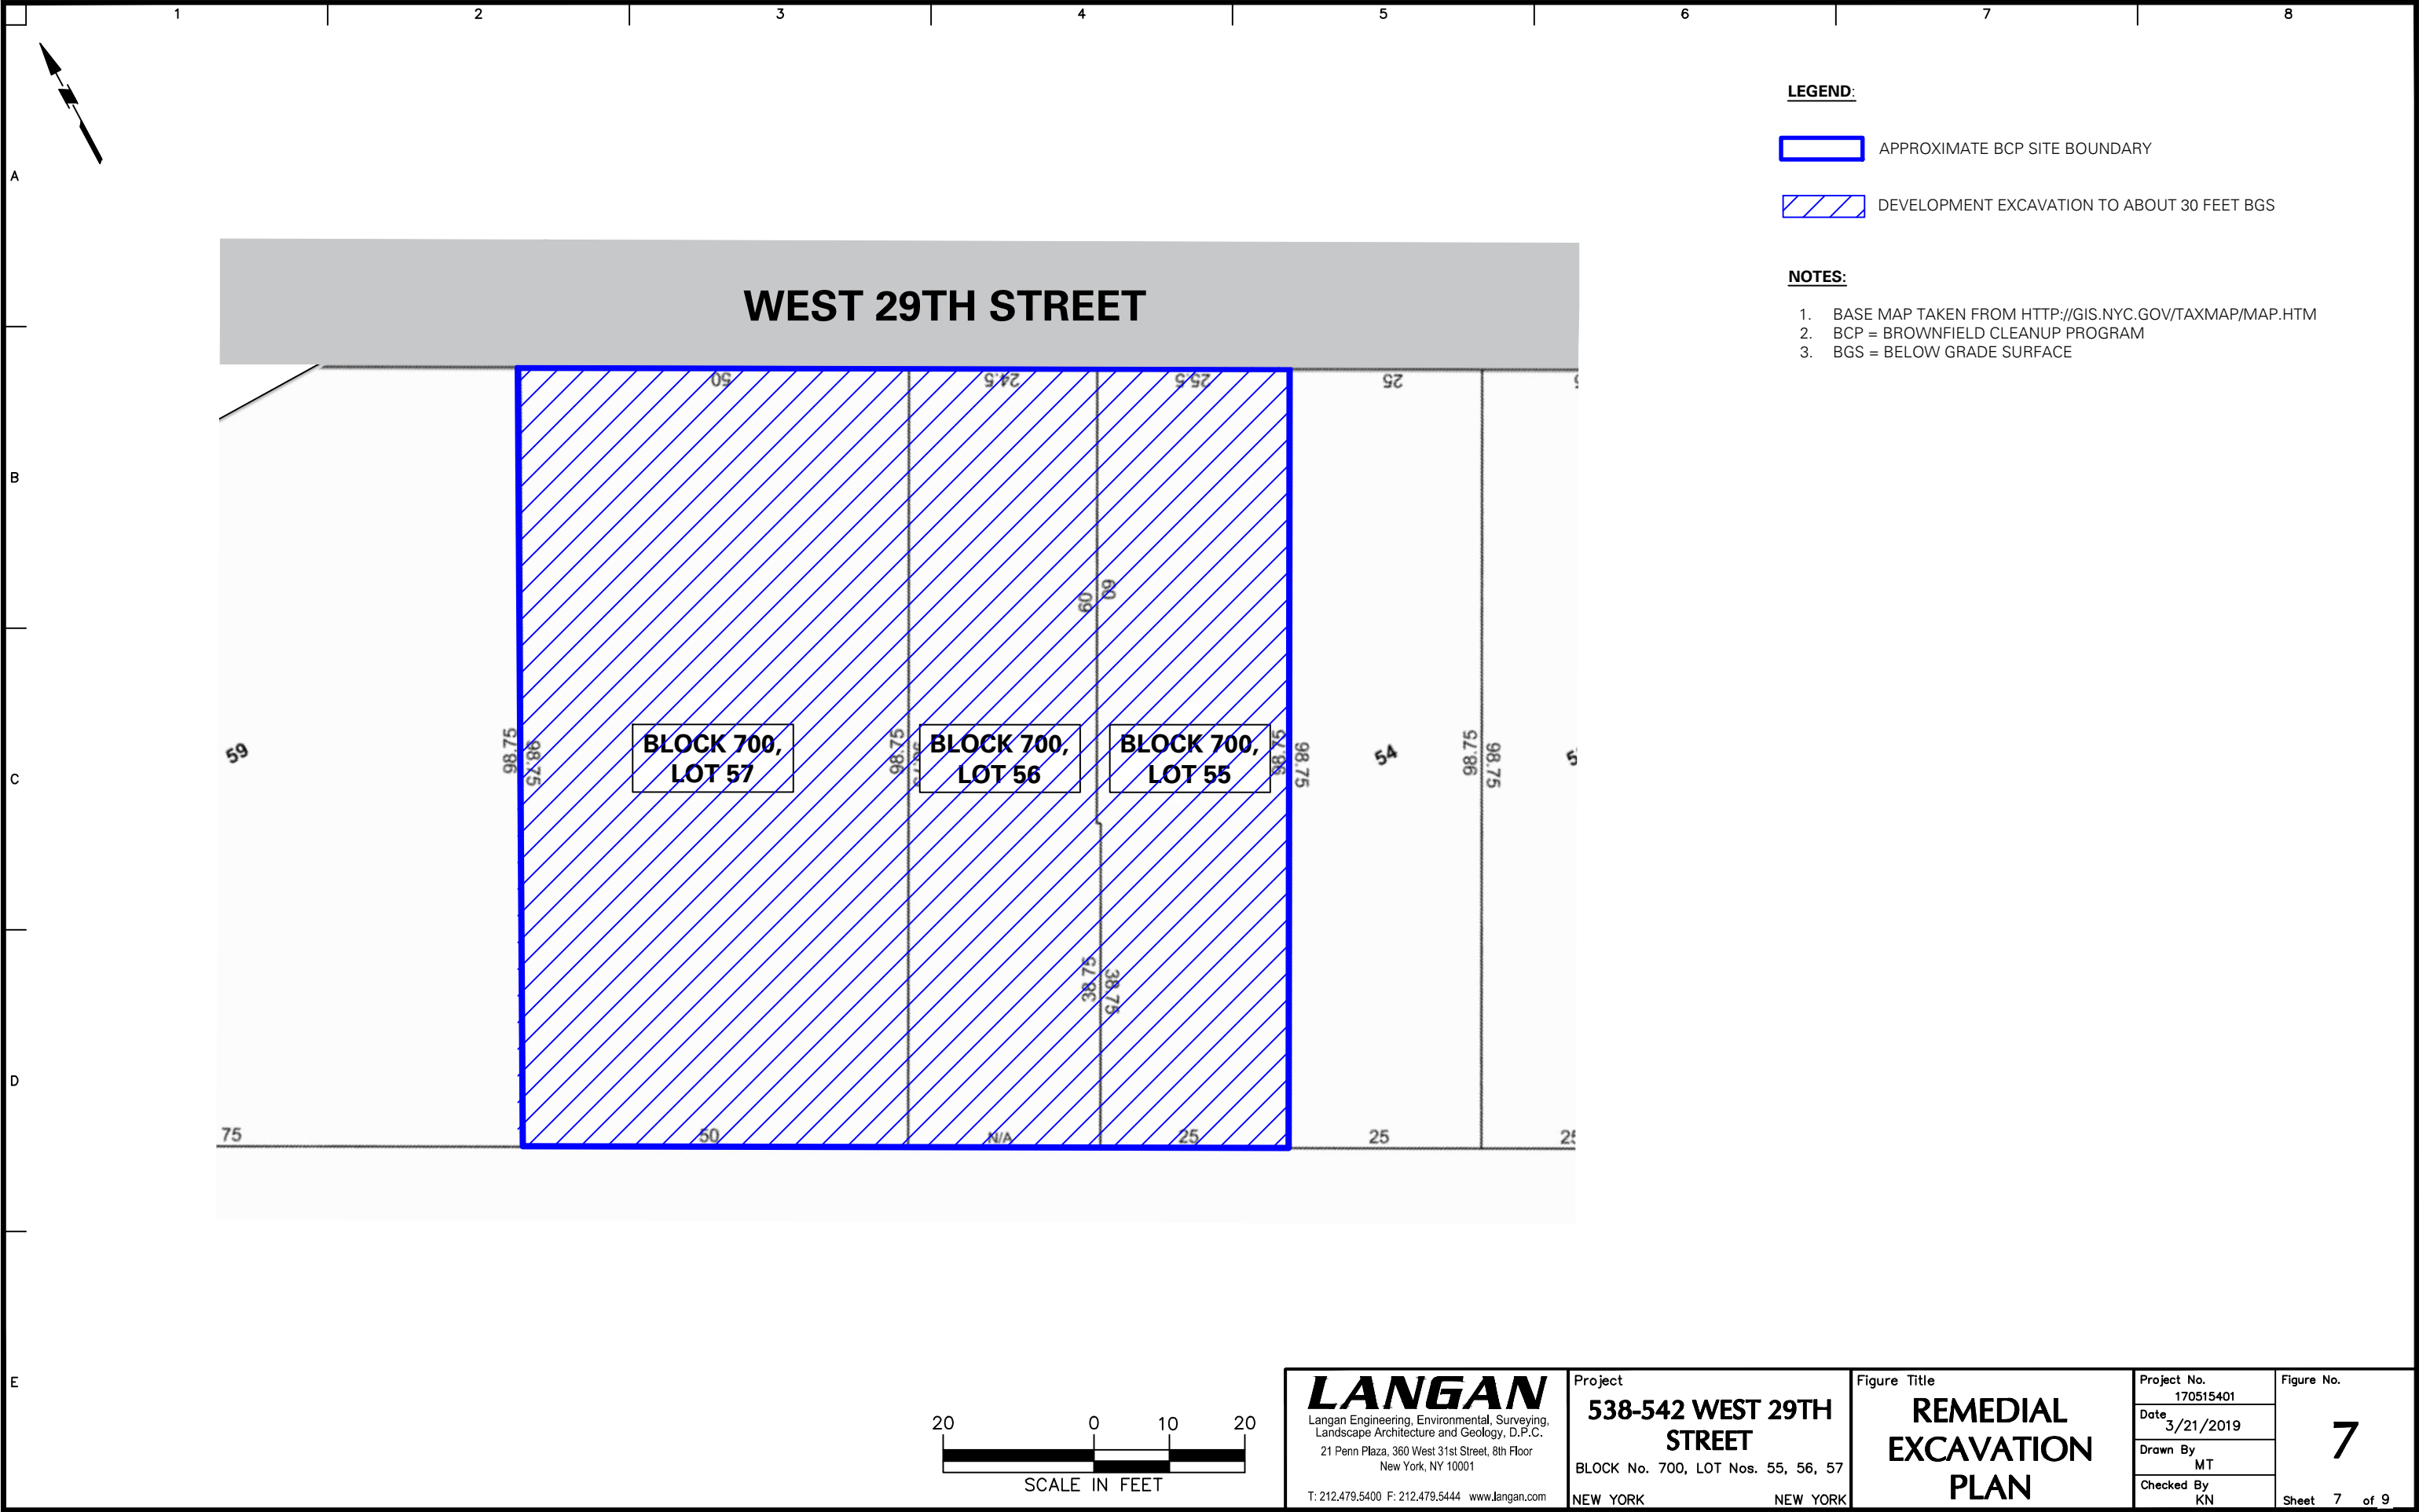 1 2 3 4 5 6 7 8
A
B
C
D
E
LEGEND:
APPROXIMATE BCP SITE BOUNDARY
DEVELOPMENT EXCAVATION TO ABOUT 30 FEET BGS
NOTES:
1. BASE MAP TAKEN FROM HTTP://GIS.NYC.GOV/TAXMAP/MAP.HTM
2. BCP = BROWNFIELD CLEANUP PROGRAM
3. BGS = BELOW GRADE SURFACE
WEST 29TH STREET
50 24.5 25.5 25
60 60
59
98.75 98.75
BLOCK 700,
LOT 57
98.75
BLOCK 700,
LOT 56
BLOCK 700,
LOT 55
98.75 98.75
54
98.75 98.75
38.75 38.75
75 50 N/A 25 25
20 0 10 20
SCALE IN FEET
LANGAN
Langan Engineering, Environmental, Surveying,
Landscape Architecture and Geology, D.P.C.
21 Penn Plaza, 360 West 31st Street, 8th Floor
New York, NY 10001
T: 212.479.5400 F: 212.479.5444 www.langan.com
Project
538-542 WEST 29TH
STREET
BLOCK No. 700, LOT Nos. 55, 56, 57
NEW YORK NEW YORK
Figure Title
REMEDIAL
EXCAVATION
PLAN
Project No.
170515401
Date
3/21/2019
Drawn By
MT
Checked By
KN
Figure No.
7
Sheet 7 of 9